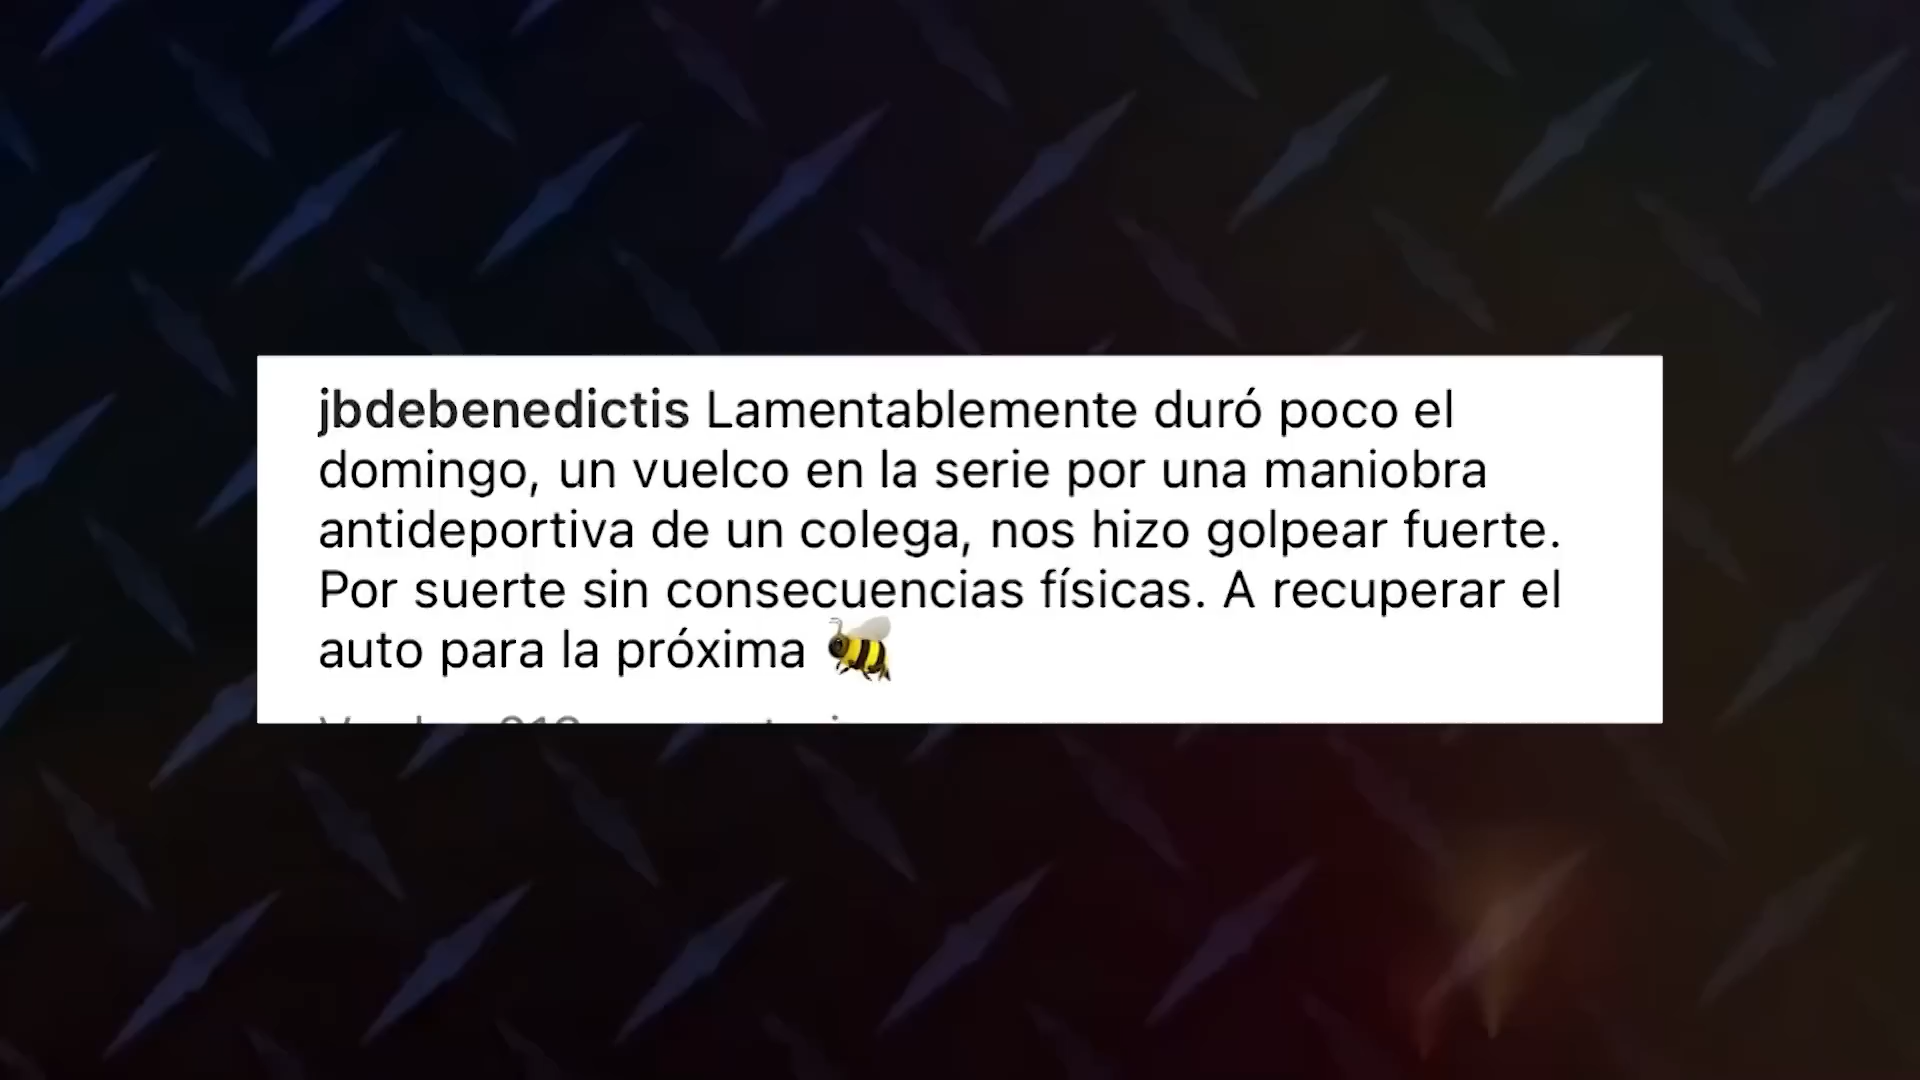 jbdebenedictis Lamentablemente duró poco el
domingo, un vuelco en la serie por una maniobra
antideportiva de un colega, nos hizo golpear fuerte.
Por suerte sin consecuencias físicas. A recuperar el
auto para la próxima 🐝